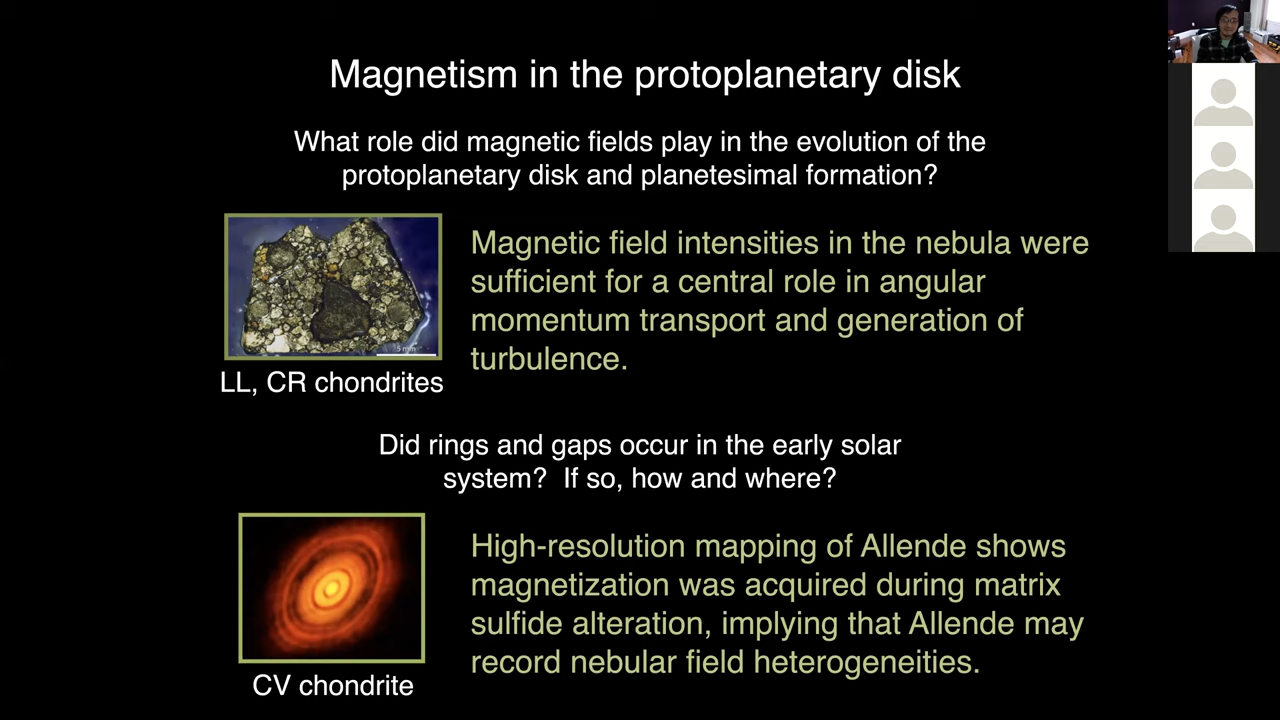 Magnetism in the protoplanetary disk
What role did magnetic fields play in the evolution of the
protoplanetary disk and planetesimal formation?
Magnetic field intensities in the nebula were
sufficient for a central role in angular
momentum transport and generation of
turbulence.
5 mm
LL, CR chondrites
Did rings and gaps occur in the early solar
system? If so, how and where?
High-resolution mapping of Allende shows
magnetization was acquired during matrix
sulfide alteration, implying that Allende may
record nebular field heterogeneities.
CV chondrite